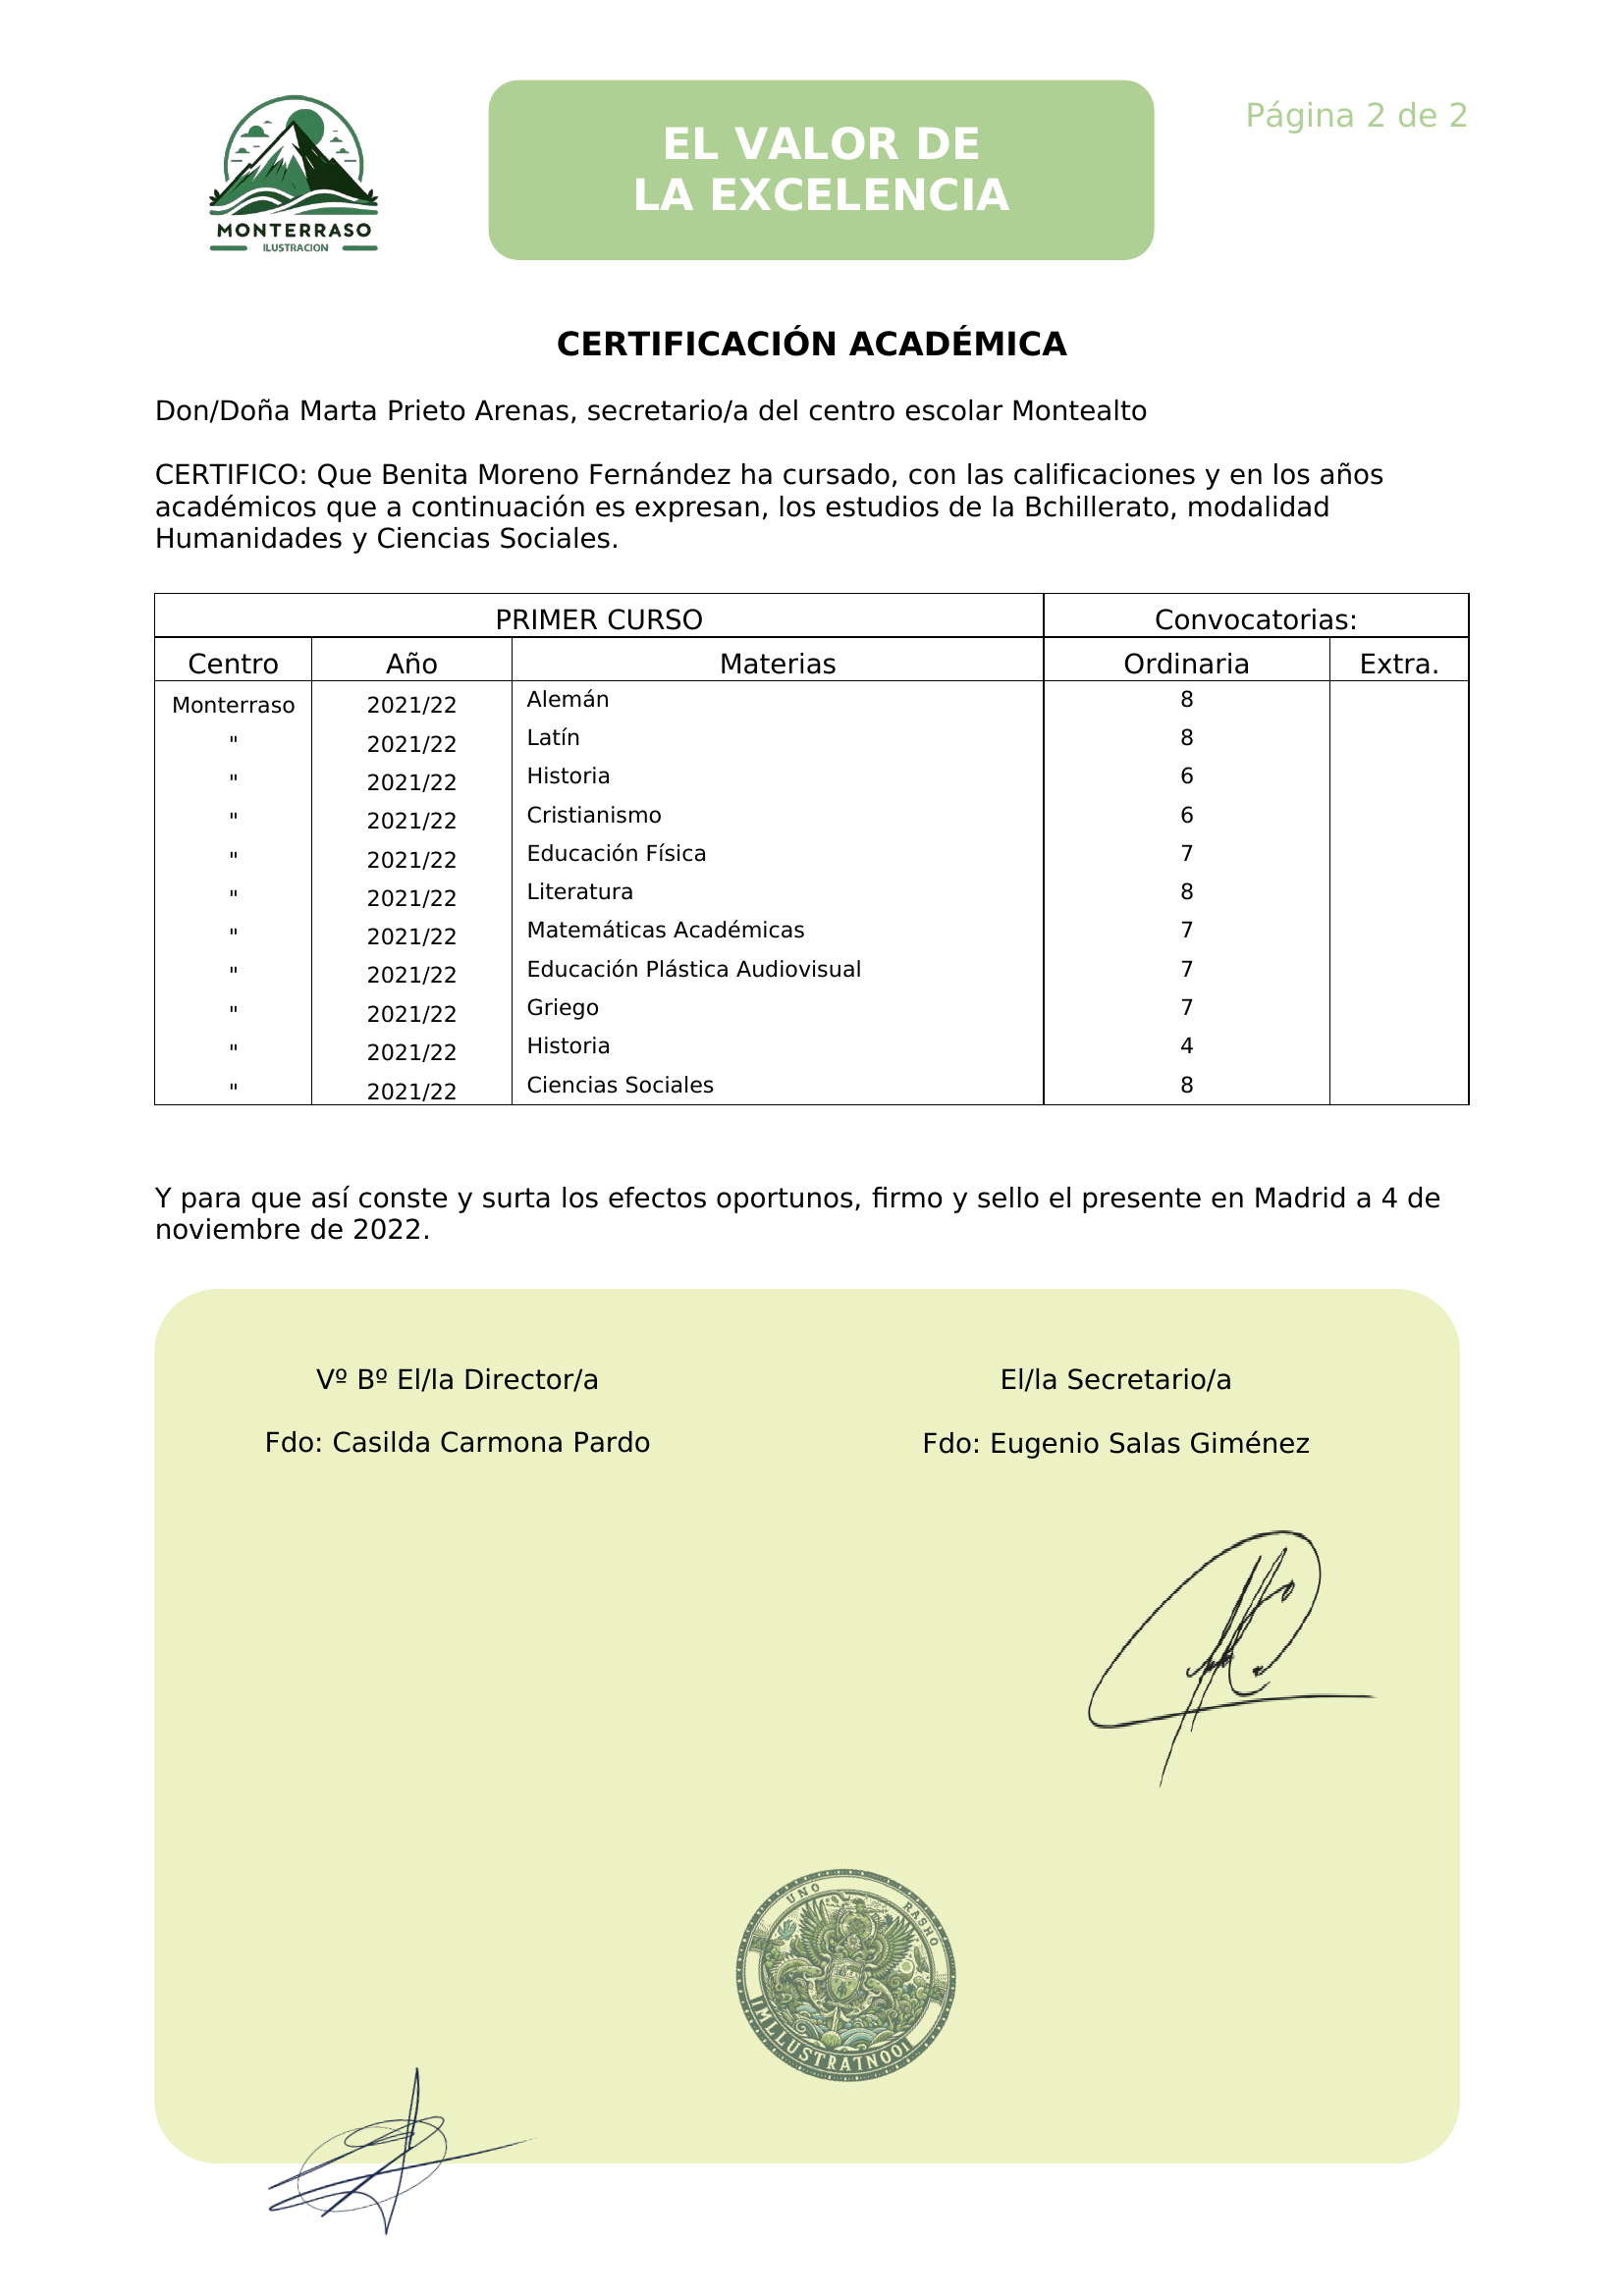 MONTERRASO
ILUSTRACION
EL VALOR DE
LA EXCELENCIA
Página 2 de 2
CERTIFICACIÓN ACADÉMICA
Don/Doña Marta Prieto Arenas, secretario/a del centro escolar Montealto
CERTIFICO: Que Benita Moreno Fernández ha cursado, con las calificaciones y en los años
académicos que a continuación es expresan, los estudios de la Bchillerato, modalidad
Humanidades y Ciencias Sociales.
PRIMER CURSO Convocatorias:
Centro Año Materias Ordinaria Extra.
Monterraso 2021/22 Alemán 8
" 2021/22 Latín 8
" 2021/22 Historia 6
" 2021/22 Cristianismo 6
" 2021/22 Educación Física 7
" 2021/22 Literatura 8
" 2021/22 Matemáticas Académicas 7
" 2021/22 Educación Plástica Audiovisual 7
" 2021/22 Griego 7
" 2021/22 Historia 4
" 2021/22 Ciencias Sociales 8
Y para que así conste y surta los efectos oportunos, firmo y sello el presente en Madrid a 4 de
noviembre de 2022.
Vº Bº El/la Director/a El/la Secretario/a
Fdo: Casilda Carmona Pardo Fdo: Eugenio Salas Giménez
UNO RASHO